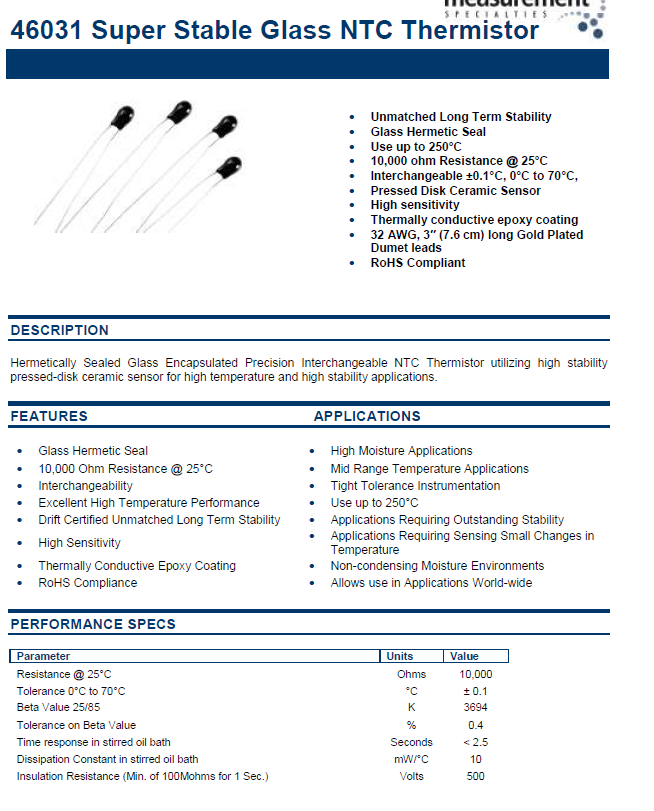 measurement
SPECIALTIES
46031 Super Stable Glass NTC Thermistor
Unmatched Long Term Stability
Glass Hermetic Seal
Use up to 250°C
10,000 ohm Resistance @ 25°C
Interchangeable ±0.1°C, 0°C to 70°C,
Pressed Disk Ceramic Sensor
High sensitivity
Thermally conductive epoxy coating
32 AWG, 3″ (7.6 cm) long Gold Plated
Dumet leads
RoHS Compliant
DESCRIPTION
Hermetically Sealed Glass Encapsulated Precision Interchangeable NTC Thermistor utilizing high stability
pressed-disk ceramic sensor for high temperature and high stability applications.
FEATURES
Glass Hermetic Seal
10,000 Ohm Resistance @ 25°C
Interchangeability
Excellent High Temperature Performance
Drift Certified Unmatched Long Term Stability
High Sensitivity
Thermally Conductive Epoxy Coating
RoHS Compliance
APPLICATIONS
High Moisture Applications
Mid Range Temperature Applications
Tight Tolerance Instrumentation
Use up to 250°C
Applications Requiring Outstanding Stability
Applications Requiring Sensing Small Changes in
Temperature
Non-condensing Moisture Environments
Allows use in Applications World-wide
PERFORMANCE SPECS
Parameter Units Value
Resistance @ 25°C Ohms 10,000
Tolerance 0°C to 70°C °C ± 0.1
Beta Value 25/85 K 3694
Tolerance on Beta Value % 0.4
Time response in stirred oil bath Seconds < 2.5
Dissipation Constant in stirred oil bath mW/°C 10
Insulation Resistance (Min. of 100Mohms for 1 Sec.) Volts 500